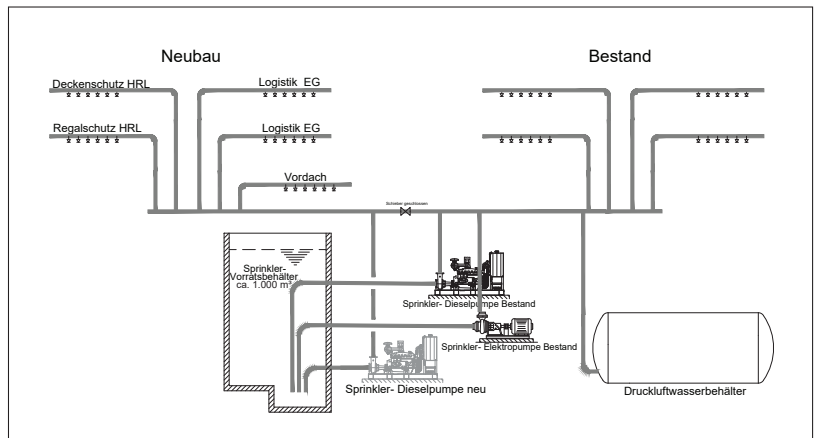 Neubau
Bestand
Deckenschutz HRL
Logistik EG
Regalschutz HRL
Logistik EG
Vordach
Schieber geschlossen
Sprinkler-
Vorratsbehälter
ca. 1.000 m³
Sprinkler- Dieselpumpe Bestand
Sprinkler- Elektropumpe Bestand
Sprinkler- Dieselpumpe neu
Druckluftwasserbehälter